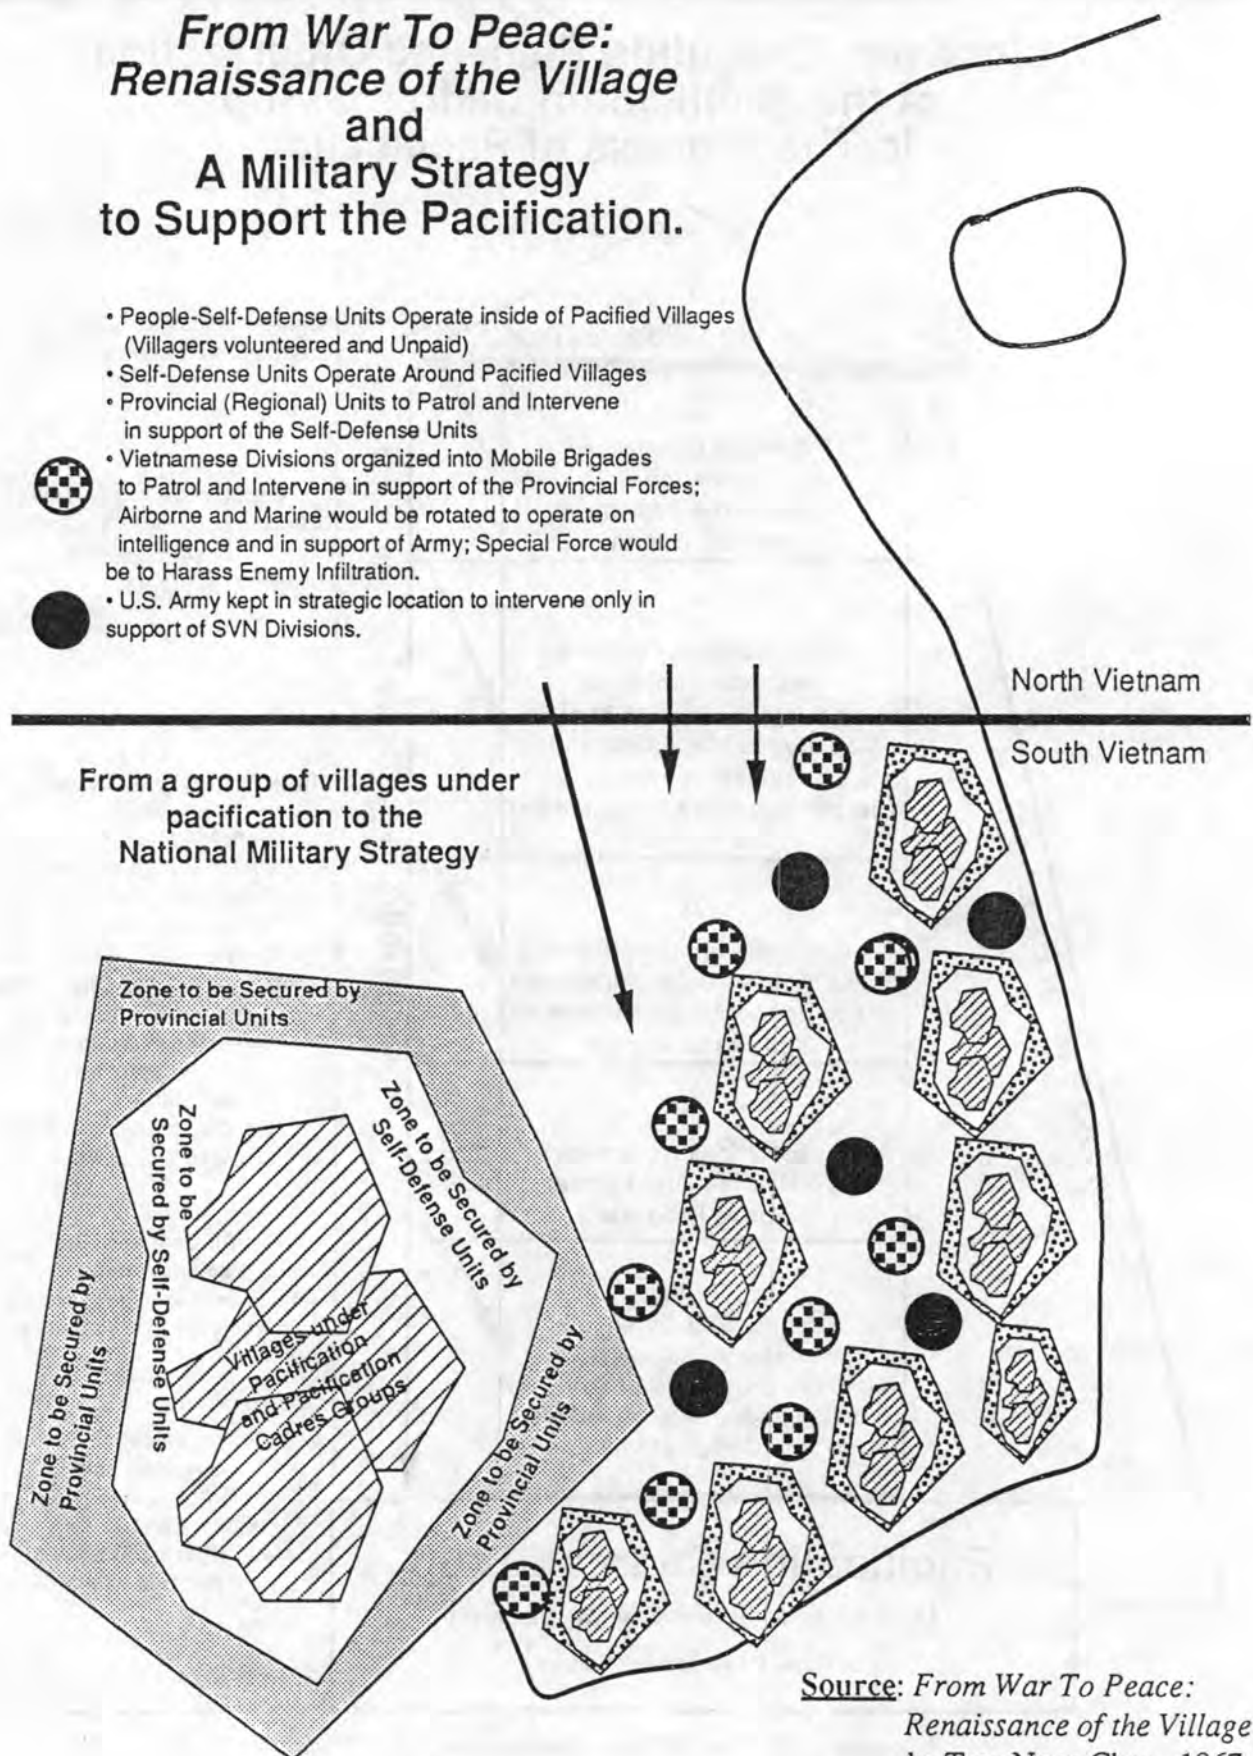 From War To Peace:
Renaissance of the Village
and
A Military Strategy
to Support the Pacification.
• People-Self-Defense Units Operate inside of Pacified Villages
(Villagers volunteered and Unpaid)
• Self-Defense Units Operate Around Pacified Villages
• Provincial (Regional) Units to Patrol and Intervene
in support of the Self-Defense Units
• Vietnamese Divisions organized into Mobile Brigades
to Patrol and Intervene in support of the Provincial Forces;
Airborne and Marine would be rotated to operate on
intelligence and in support of Army; Special Force would
be to Harass Enemy Infiltration.
• U.S. Army kept in strategic location to intervene only in
support of SVN Divisions.
North Vietnam
South Vietnam
From a group of villages under
pacification to the
National Military Strategy
Zone to be Secured by
Provincial Units
Zone to be
Secured by Self-Defense Units
Zone to be Secured by
Self-Defense Units
Zone to be Secured by
Provincial Units
Villages under
Pacification
and Pacification
Cadres Groups
Zone to be Secured by
Provincial Units
Source: From War To Peace:
Renaissance of the Village